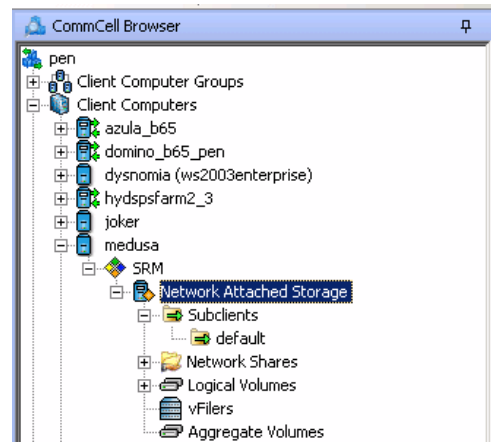 CommCell Browser
pen
Client Computer Groups
Client Computers
azula_b65
domino_b65_pen
dysnomia (ws2003enterprise)
hydspsfarm2_3
joker
medusa
SRM
Network Attached Storage
Subclients
default
Network Shares
Logical Volumes
vFilers
Aggregate Volumes